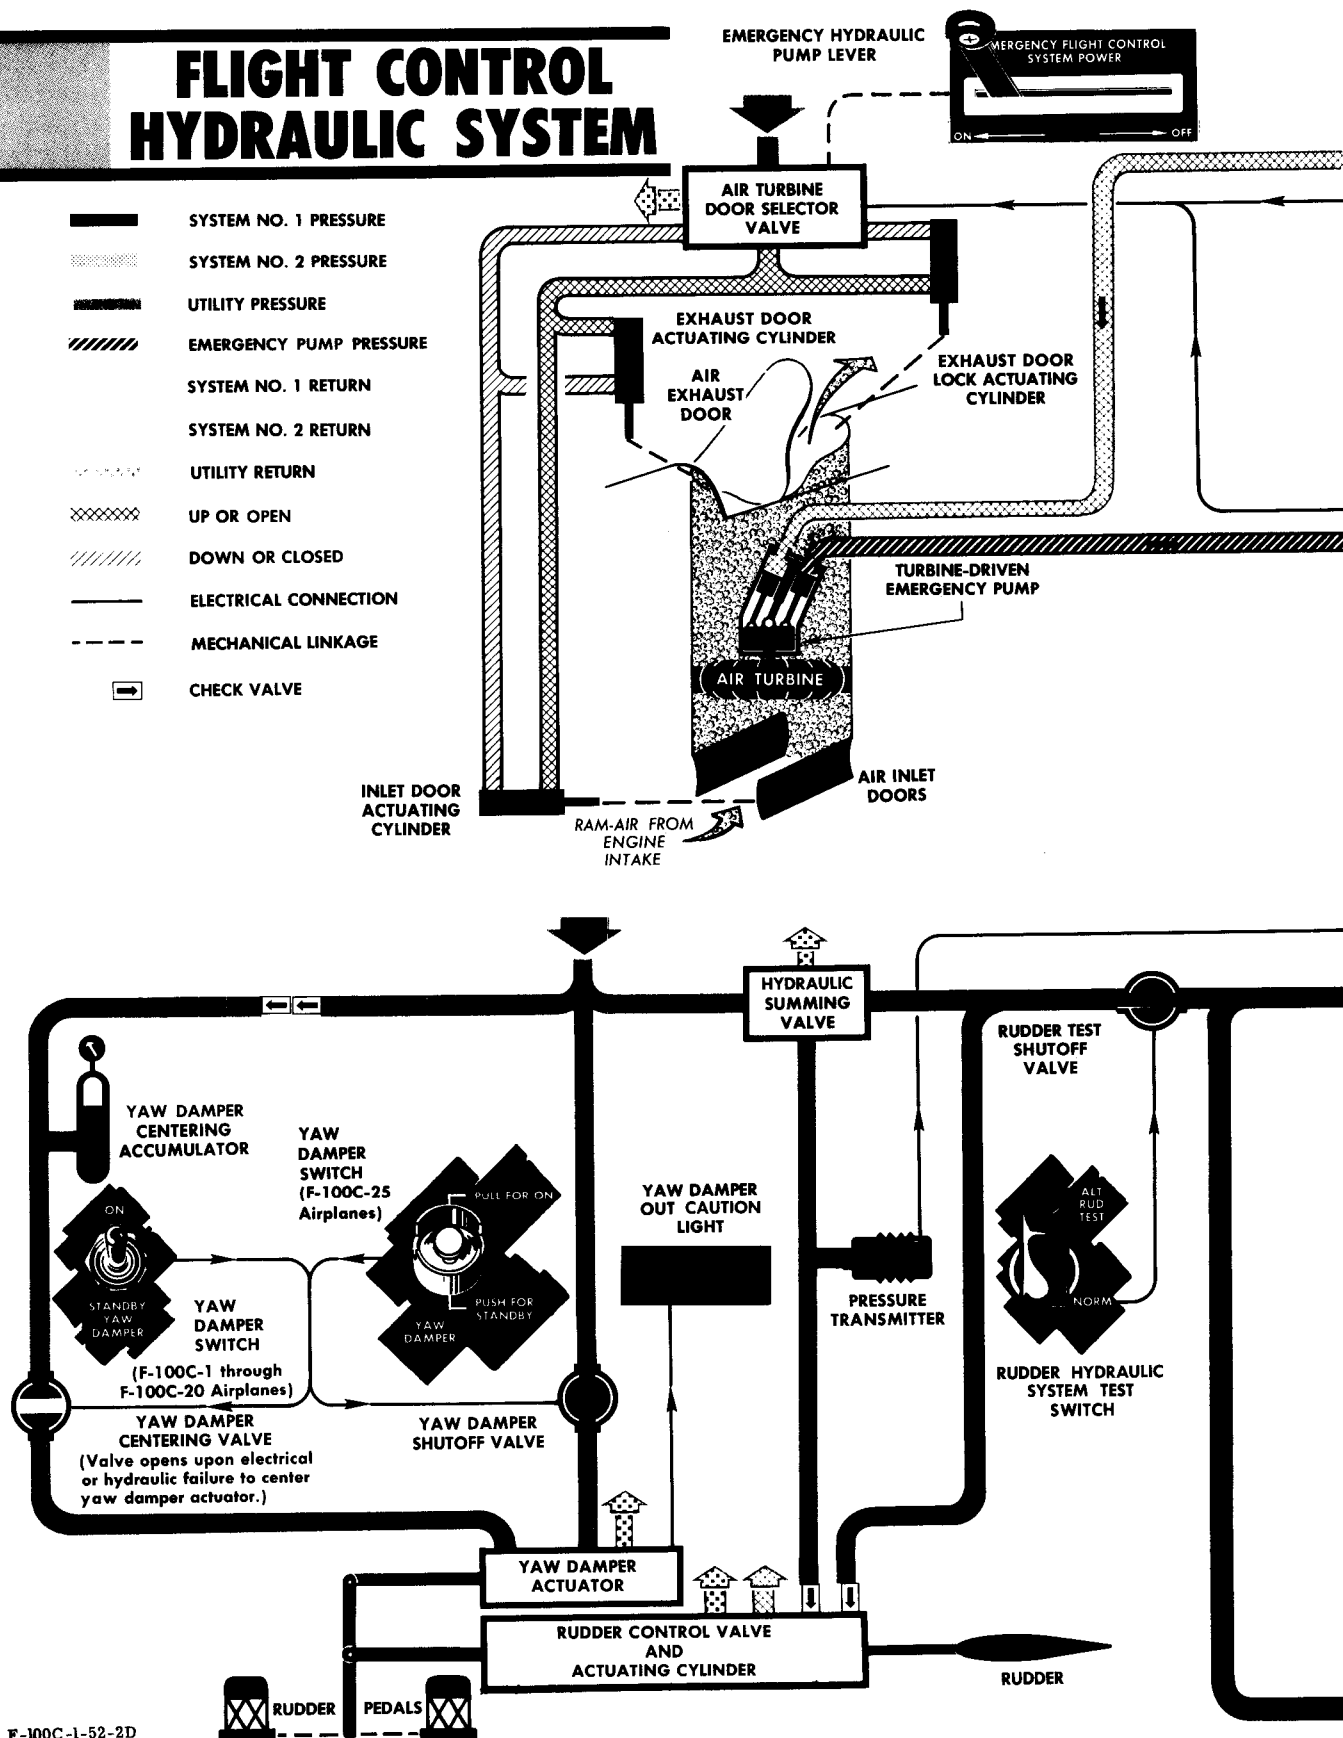 FLIGHT CONTROL
HYDRAULIC SYSTEM
EMERGENCY HYDRAULIC
PUMP LEVER
MERGENCY FLIGHT CONTROL
SYSTEM POWER
ON
OFF
SYSTEM NO. 1 PRESSURE
SYSTEM NO. 2 PRESSURE
UTILITY PRESSURE
EMERGENCY PUMP PRESSURE
SYSTEM NO. 1 RETURN
SYSTEM NO. 2 RETURN
UTILITY RETURN
UP OR OPEN
DOWN OR CLOSED
ELECTRICAL CONNECTION
MECHANICAL LINKAGE
CHECK VALVE
AIR TURBINE
DOOR SELECTOR
VALVE
EXHAUST DOOR
ACTUATING CYLINDER
AIR
EXHAUST
DOOR
EXHAUST DOOR
LOCK ACTUATING
CYLINDER
TURBINE-DRIVEN
EMERGENCY PUMP
AIR TURBINE
AIR INLET
DOORS
INLET DOOR
ACTUATING
CYLINDER
RAM-AIR FROM
ENGINE
INTAKE
HYDRAULIC
SUMMING
VALVE
RUDDER TEST
SHUTOFF
VALVE
YAW DAMPER
CENTERING
ACCUMULATOR
YAW
DAMPER
SWITCH
(F-100C-25
Airplanes)
PULL FOR ON
PUSH FOR
STANDBY
YAW
DAMPER
ON
STANDBY
YAW
DAMPER
YAW
DAMPER
SWITCH
(F-100C-1 through
F-100C-20 Airplanes)
YAW DAMPER
OUT CAUTION
LIGHT
PRESSURE
TRANSMITTER
ALT
RUD
TEST
NORM
RUDDER HYDRAULIC
SYSTEM TEST
SWITCH
YAW DAMPER
CENTERING VALVE
(Valve opens upon electrical
or hydraulic failure to center
yaw damper actuator.)
YAW DAMPER
SHUTOFF VALVE
YAW DAMPER
ACTUATOR
RUDDER CONTROL VALVE
AND
ACTUATING CYLINDER
RUDDER
RUDDER PEDALS
F-100C-1-52-2D